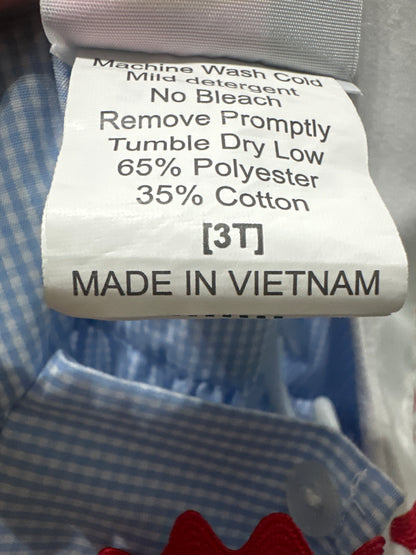 Machine Wash Cold
Mild detergent
No Bleach
Remove Promptly
Tumble Dry Low
65% Polyester
35% Cotton
[3T]
MADE IN VIETNAM